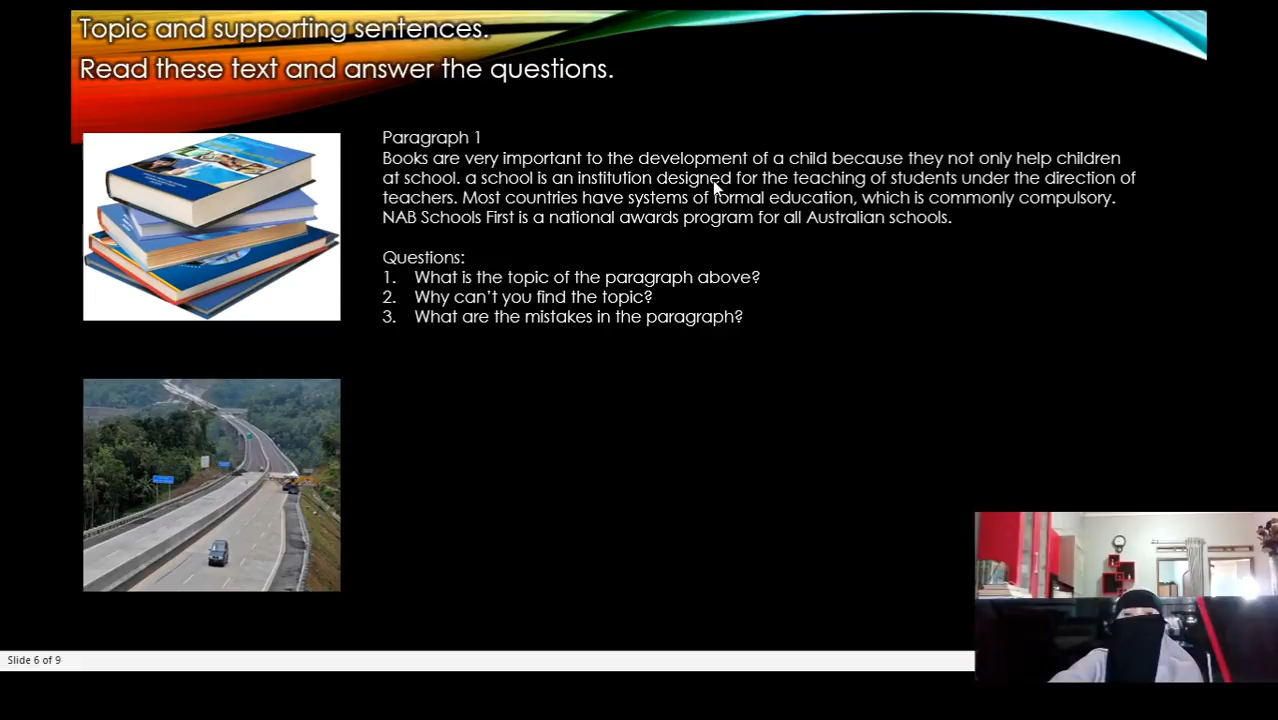 Topic and supporting sentences.
Read these text and answer the questions.
Paragraph 1
Books are very important to the development of a child because they not only help children
at school. a school is an institution designed for the teaching of students under the direction of
teachers. Most countries have systems of formal education, which is commonly compulsory.
NAB Schools First is a national awards program for all Australian schools.
Questions:
1. What is the topic of the paragraph above?
2. Why can't you find the topic?
3. What are the mistakes in the paragraph?
Slide 6 of 9